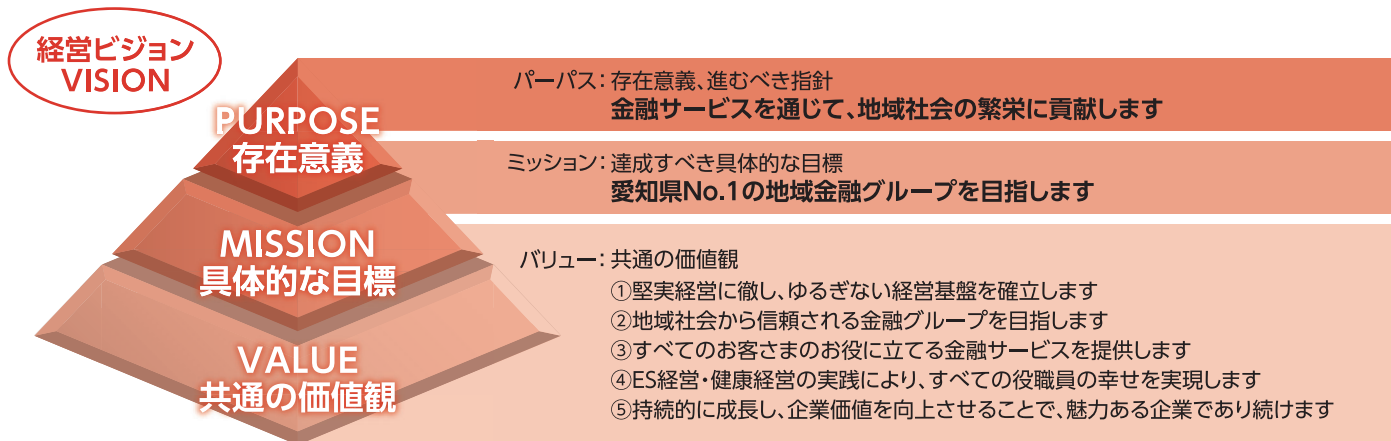 経営ビジョン
VISION
PURPOSE
存在意義
パーパス：存在意義、進むべき指針
金融サービスを通じて、地域社会の繁栄に貢献します
MISSION
具体的な目標
ミッション：達成すべき具体的な目標
愛知県No.1の地域金融グループを目指します
VALUE
共通の価値観
バリュー：共通の価値観
①堅実経営に徹し、ゆるぎない経営基盤を確立します
②地域社会から信頼される金融グループを目指します
③すべてのお客さまのお役に立てる金融サービスを提供します
④ES経営・健康経営の実践により、すべての役職員の幸せを実現します
⑤持続的に成長し、企業価値を向上させることで、魅力ある企業であり続けます